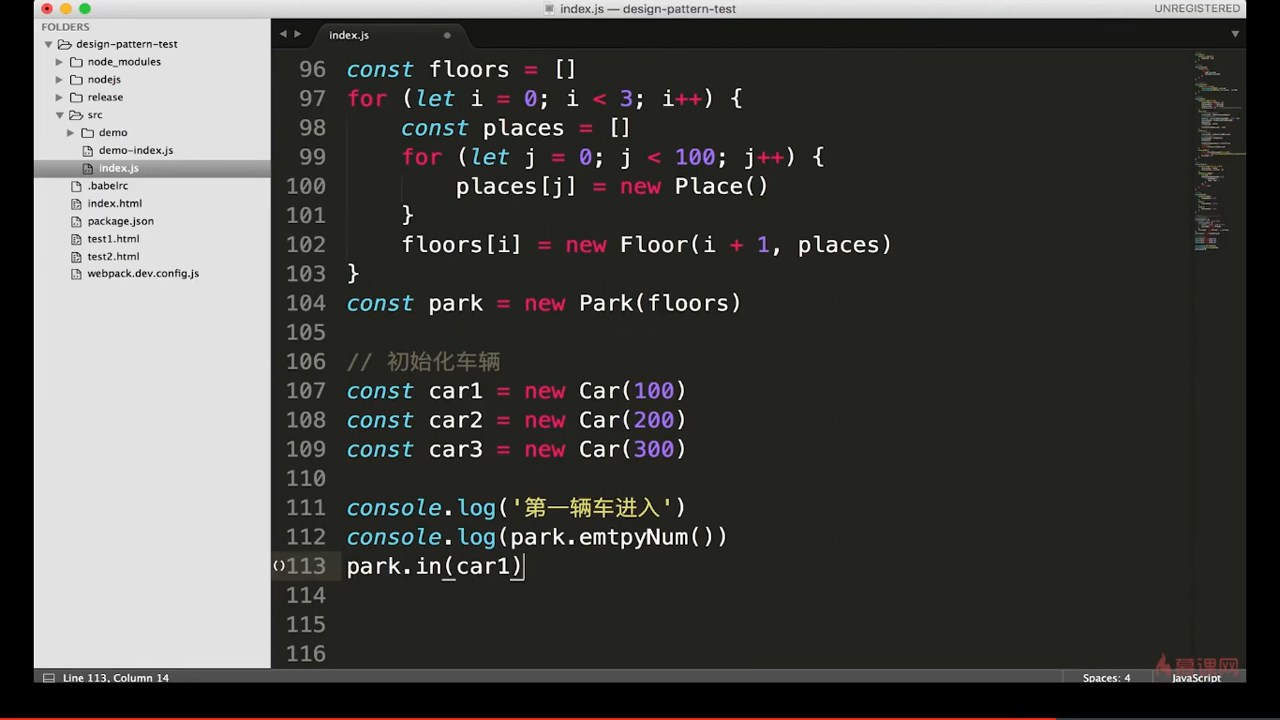 index.js — design-pattern-test
UNREGISTERED
FOLDERS
design-pattern-test
node_modules
nodejs
release
src
demo
demo-index.js
index.js
.babelrc
index.html
package.json
test1.html
test2.html
webpack.dev.config.js
index.js
96 const floors = []
97 for (let i = 0; i < 3; i++) {
98 const places = []
99 for (let j = 0; j < 100; j++) {
100 places[j] = new Place()
101 }
102 floors[i] = new Floor(i + 1, places)
103 }
104 const park = new Park(floors)
105
106 // 初始化车辆
107 const car1 = new Car(100)
108 const car2 = new Car(200)
109 const car3 = new Car(300)
110
111 console.log('第一辆车进入')
112 console.log(park.emtpyNum())
113 park.in(car1)
114
115
116
慕课网
Line 113, Column 14
Spaces: 4
JavaScript